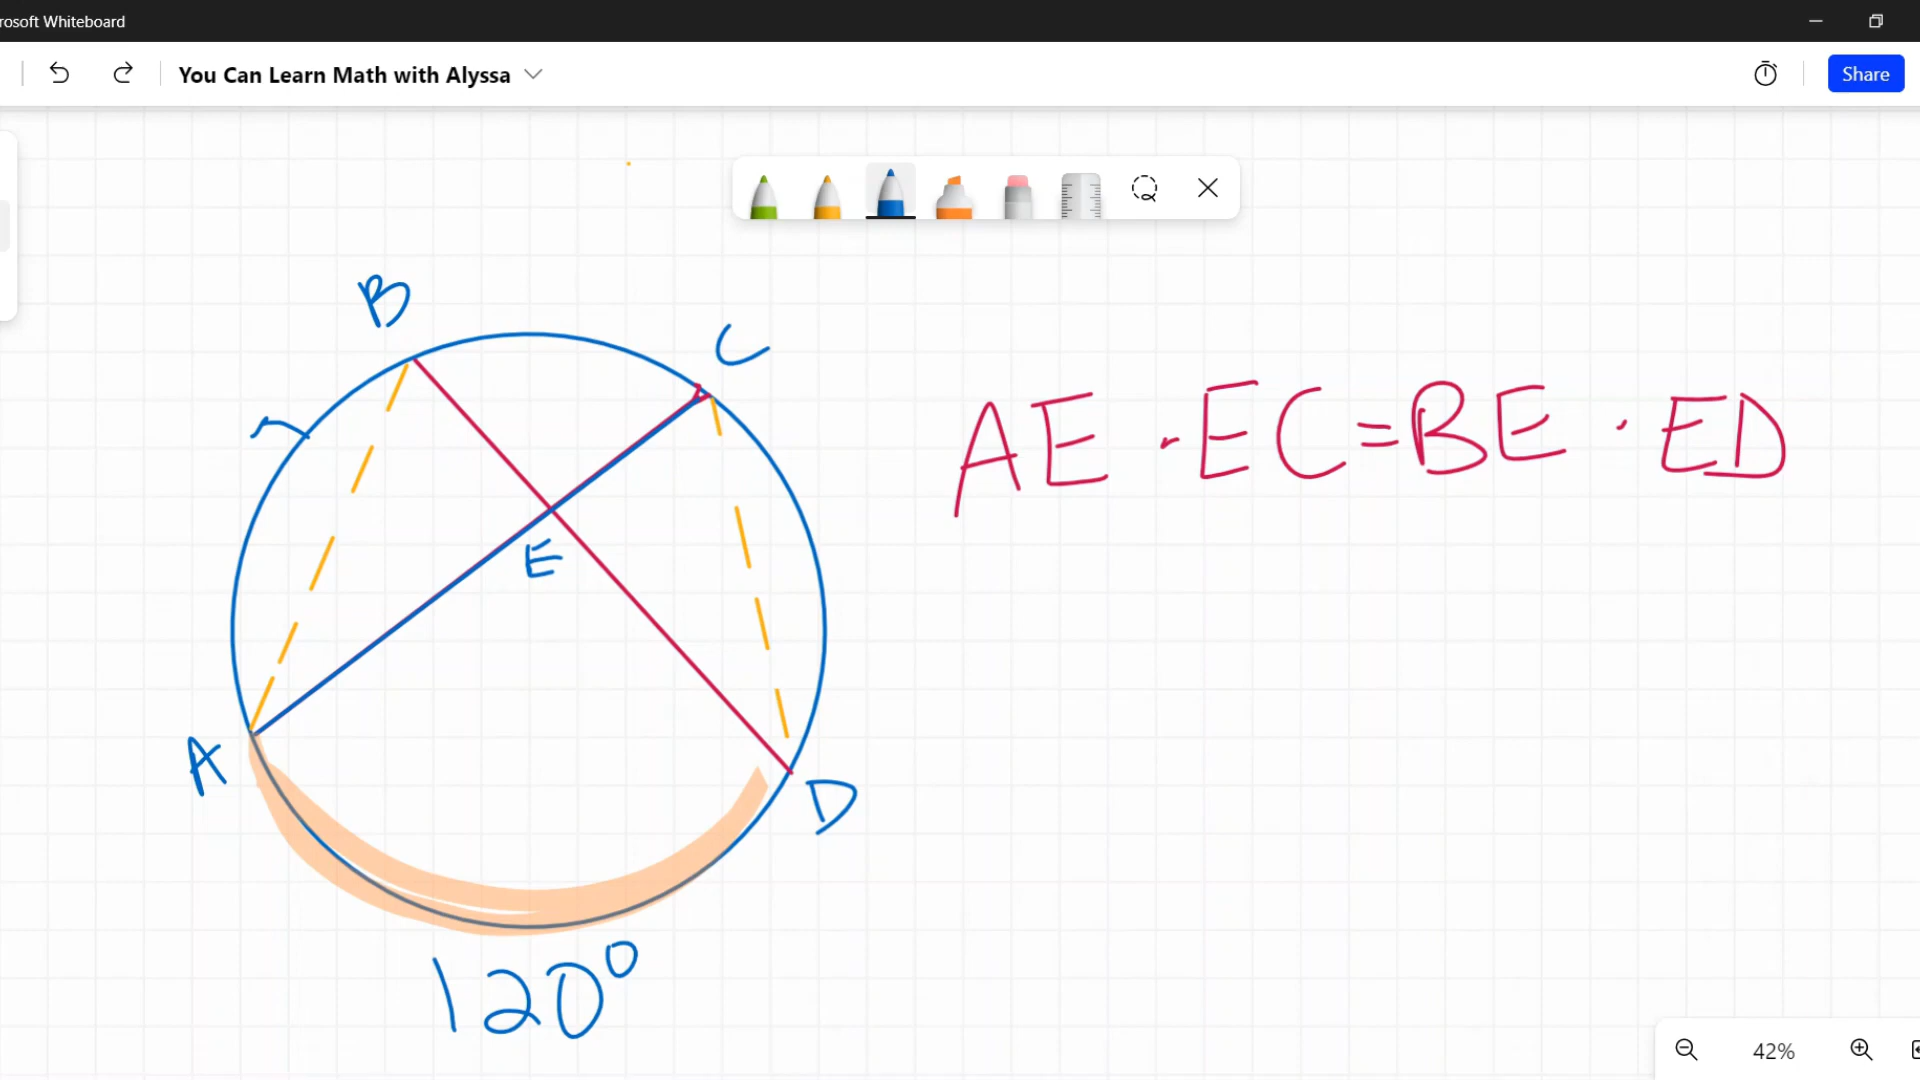 rosoft Whiteboard
You Can Learn Math with Alyssa
Share
B
C
AE · EC = BE · ED
E
A
D
120°
42%